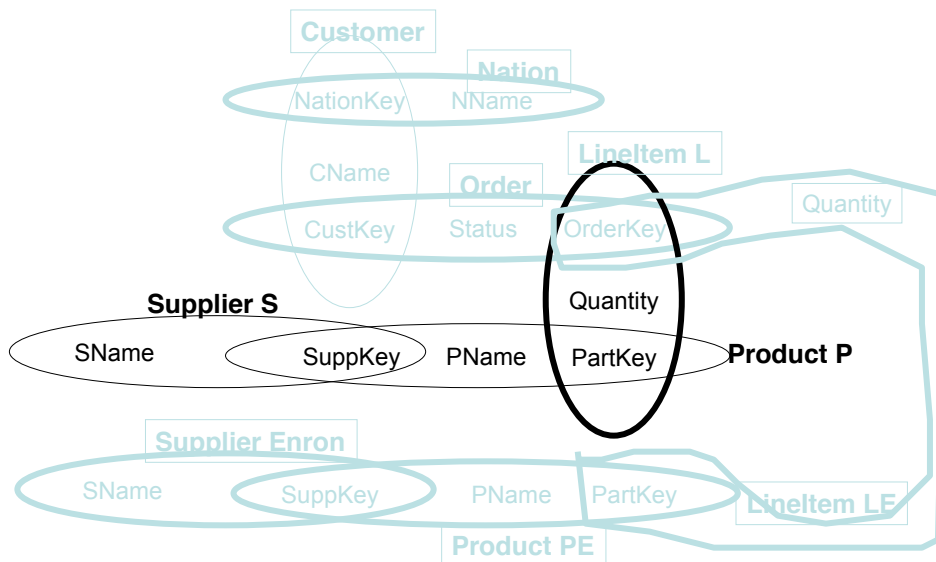 Customer
Nation
NationKey NName
LineItem L
CName
Order
Quantity
CustKey Status OrderKey
Supplier S
Quantity
SName SuppKey PName PartKey Product P
Supplier Enron
SName SuppKey PName PartKey
LineItem LE
Product PE